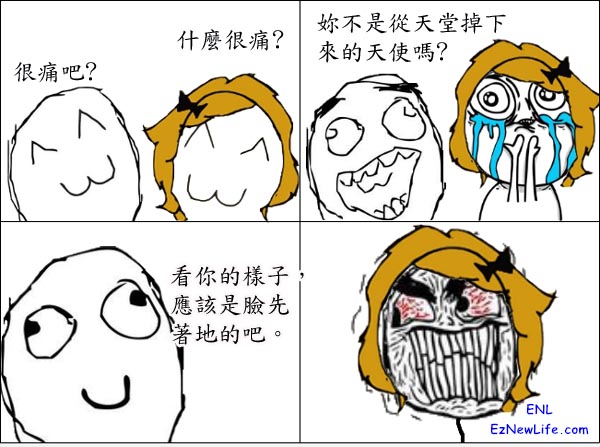 很痛吧?
什麼很痛?
妳不是從天堂掉下
來的天使嗎?
看你的樣子，
應該是臉先
著地的吧。
ENL
EzNewLife.com